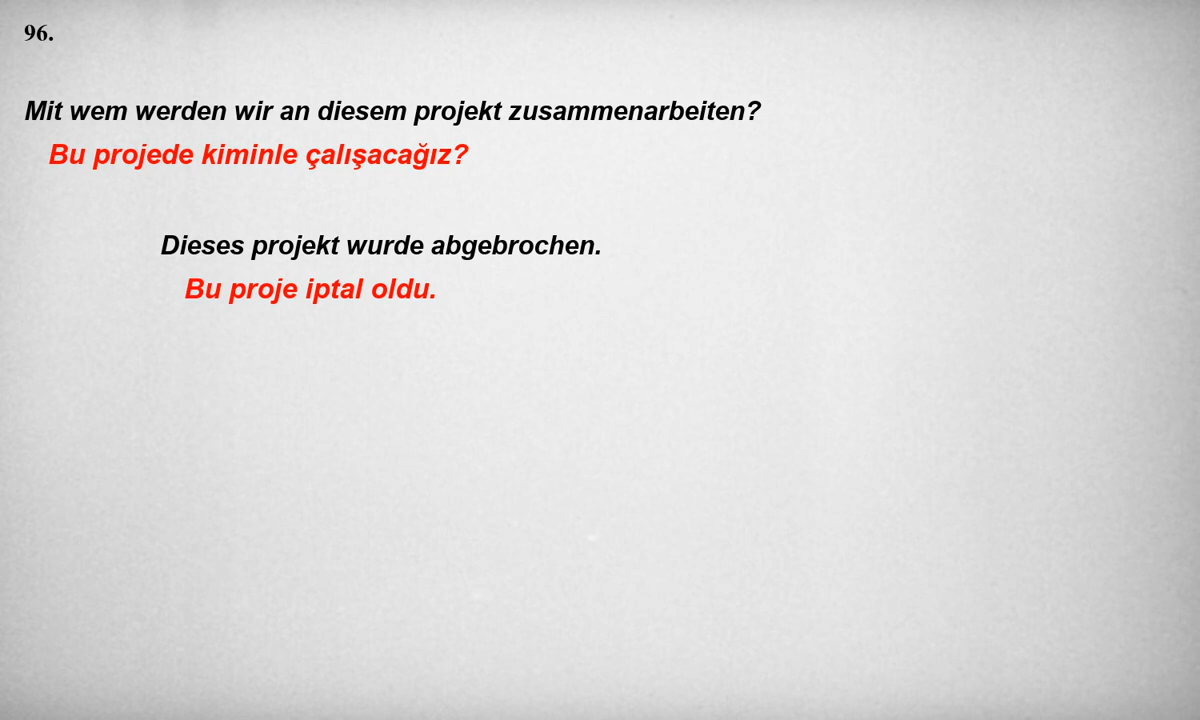 96.
Mit wem werden wir an diesem projekt zusammenarbeiten?
Bu projede kiminle çalışacağız?
Dieses projekt wurde abgebrochen.
Bu proje iptal oldu.